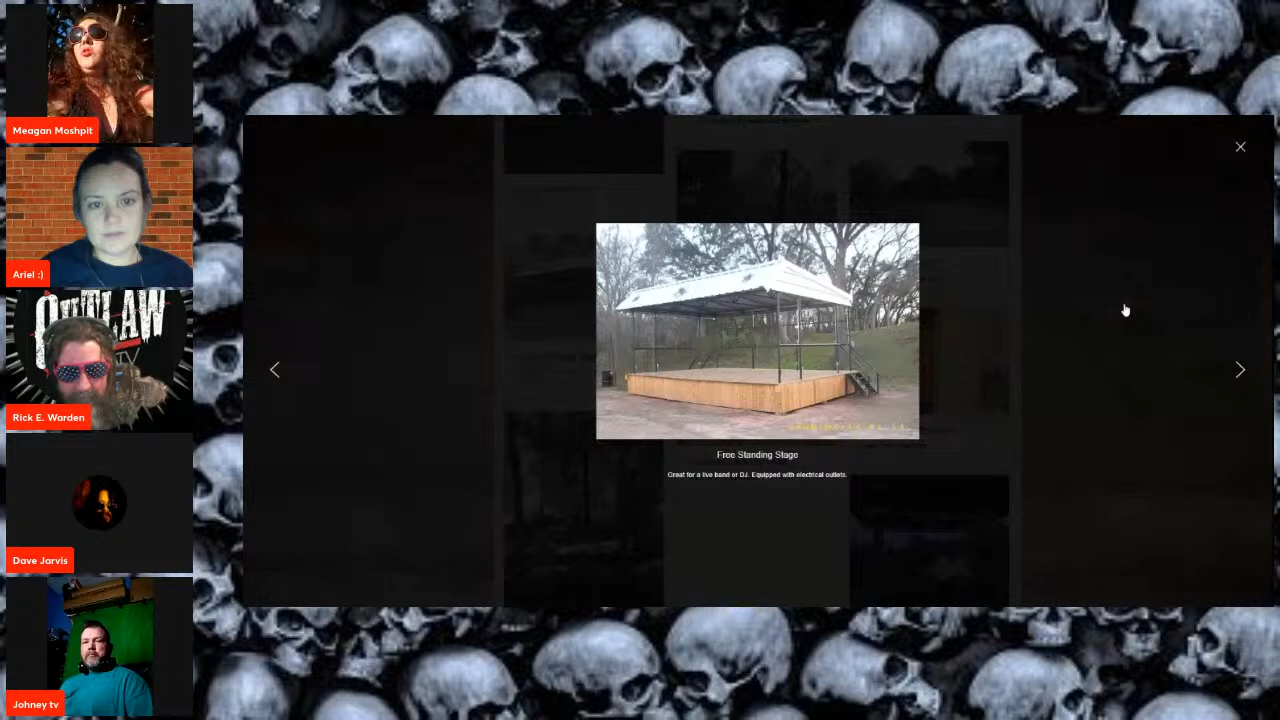 Meagan Moshpit
Ariel :)
OUTLAW
Rick E. Warden
Dave Jarvis
Johney tv
Free Standing Stage
Great for a live band or DJ. Equipped with electrical outlets.